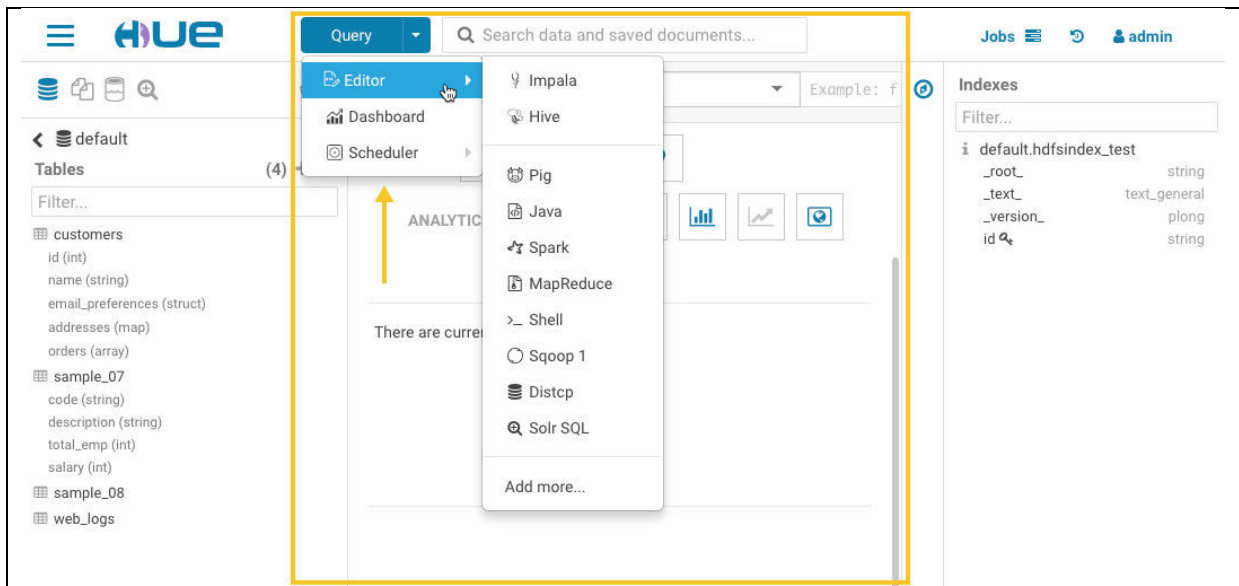 HUE
Query
Search data and saved documents...
Jobs
admin
Editor
Dashboard
Scheduler
Impala
Hive
Pig
Java
Spark
MapReduce
Shell
Sqoop 1
Distcp
Solr SQL
Add more...
Example: f
default
Tables (4)
Filter...
customers
id (int)
name (string)
email_preferences (struct)
addresses (map)
orders (array)
sample_07
code (string)
description (string)
total_emp (int)
salary (int)
sample_08
web_logs
ANALYTIC
There are curre
Indexes
Filter...
default.hdfsindex_test
_root_ string
_text_ text_general
_version_ plong
id string